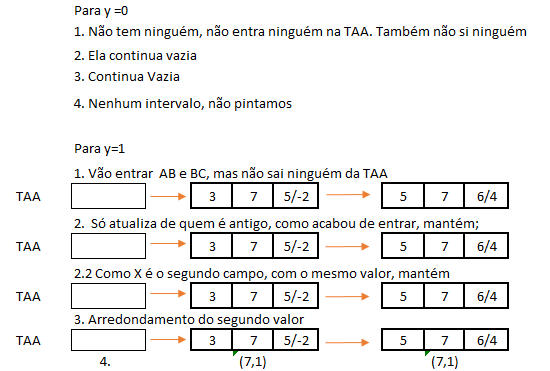 Para y =0
1. Não tem ninguém, não entra ninguém na TAA. Também não si ninguém
2. Ela continua vazia
3. Continua Vazia
4. Nenhum intervalo, não pintamos
Para y=1
1. Vão entrar AB e BC, mas não sai ninguém da TAA
TAA 3 7 5/-2 5 7 6/4
2. Só atualiza de quem é antigo, como acabou de entrar, mantém;
TAA 3 7 5/-2 5 7 6/4
2.2 Como X é o segundo campo, com o mesmo valor, mantém
TAA 3 7 5/-2 5 7 6/4
3. Arredondamento do segundo valor
TAA 3 7 5/-2 5 7 6/4
4. (7,1) (7,1)